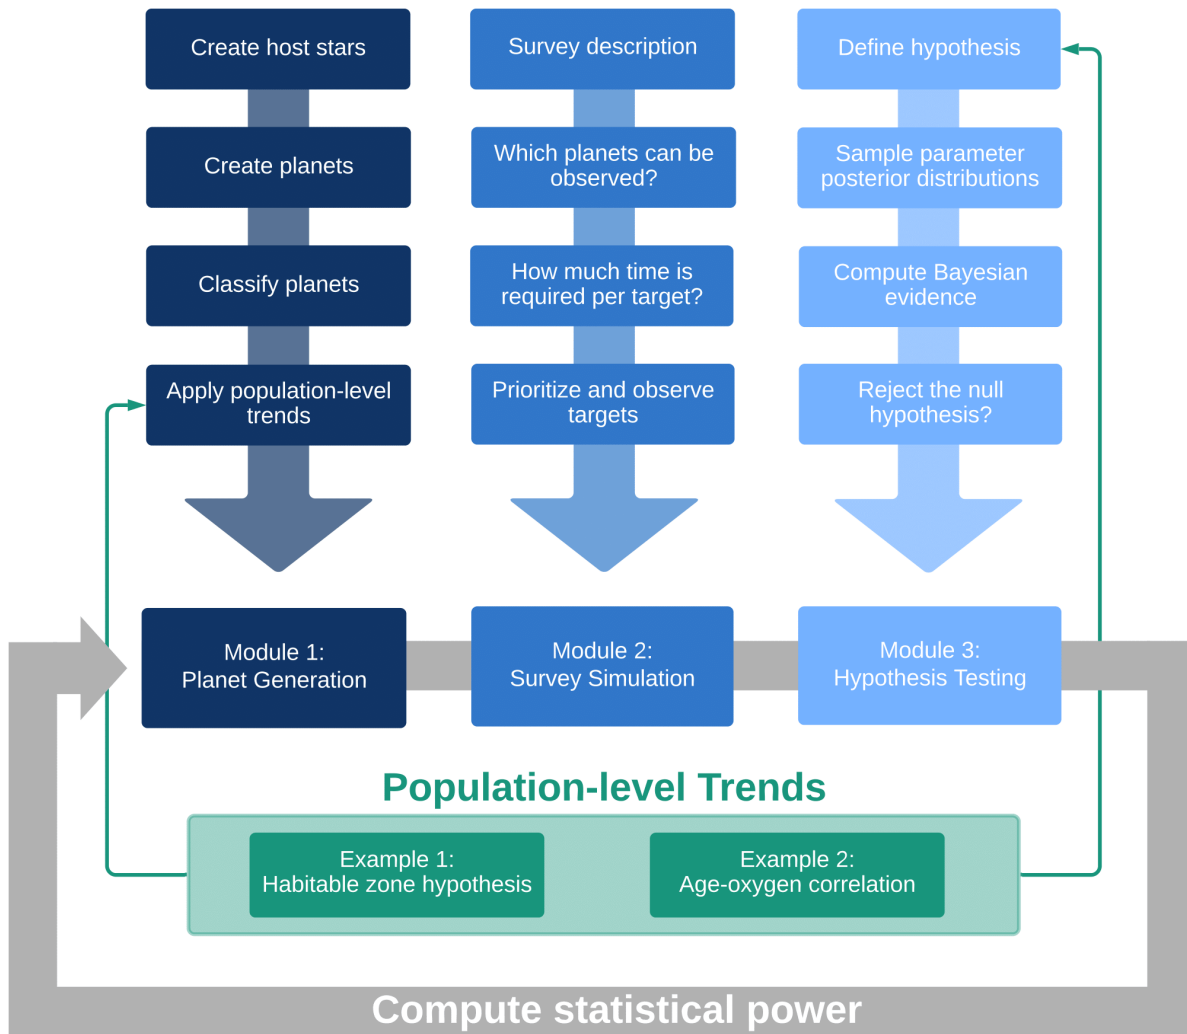 Create host stars
Survey description
Define hypothesis
Create planets
Which planets can be
observed?
Sample parameter
posterior distributions
Classify planets
How much time is
required per target?
Compute Bayesian
evidence
Apply population-level
trends
Prioritize and observe
targets
Reject the null
hypothesis?
Module 1:
Planet Generation
Module 2:
Survey Simulation
Module 3:
Hypothesis Testing
Population-level Trends
Example 1:
Habitable zone hypothesis
Example 2:
Age-oxygen correlation
Compute statistical power